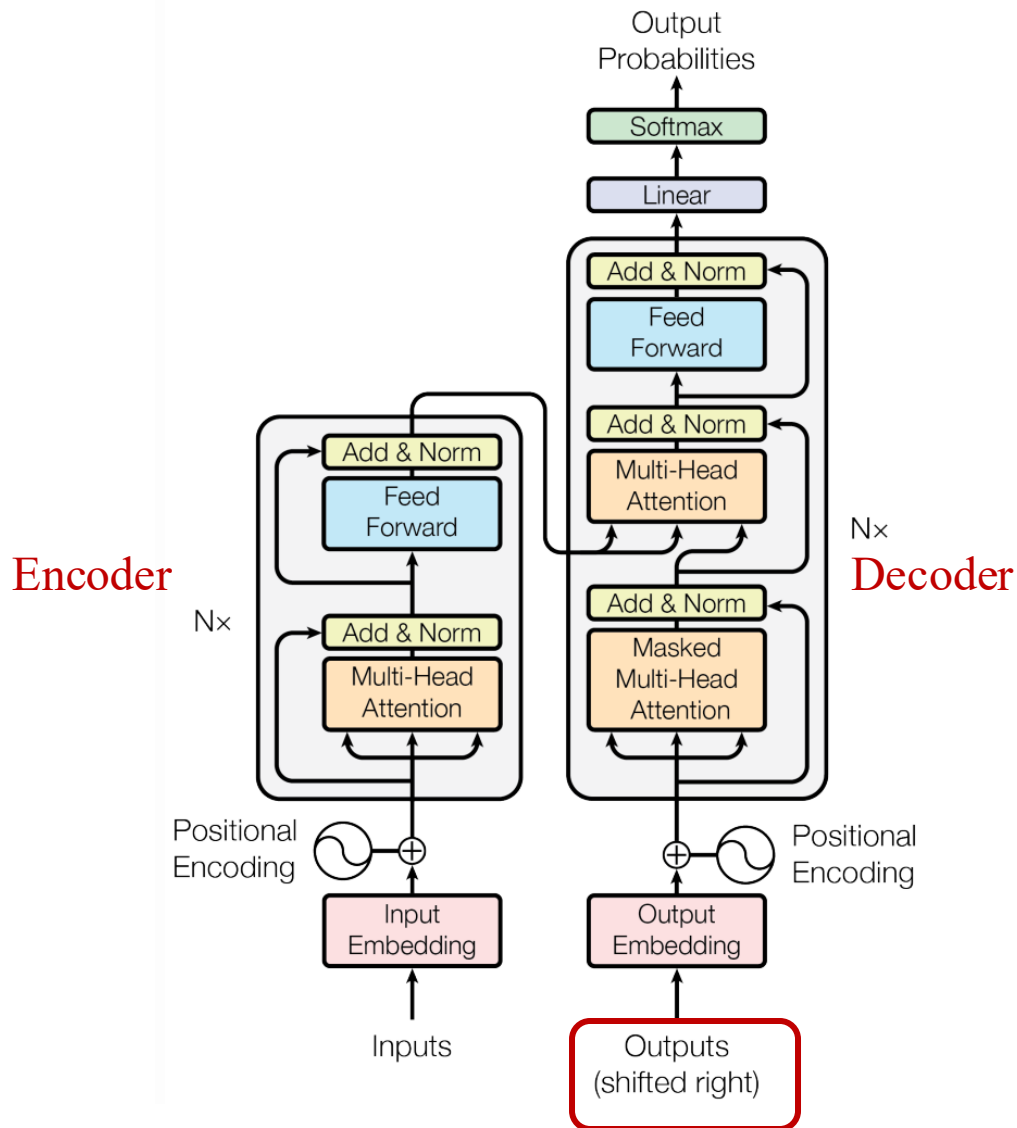 Output
Probabilities
Softmax
Linear
Add & Norm
Feed
Forward
Add & Norm
Multi-Head
Attention
Add & Norm
Masked
Multi-Head
Attention
N×
Decoder
Add & Norm
Feed
Forward
Add & Norm
Multi-Head
Attention
Encoder
N×
Positional
Encoding
Positional
Encoding
Input
Embedding
Output
Embedding
Inputs
Outputs
(shifted right)